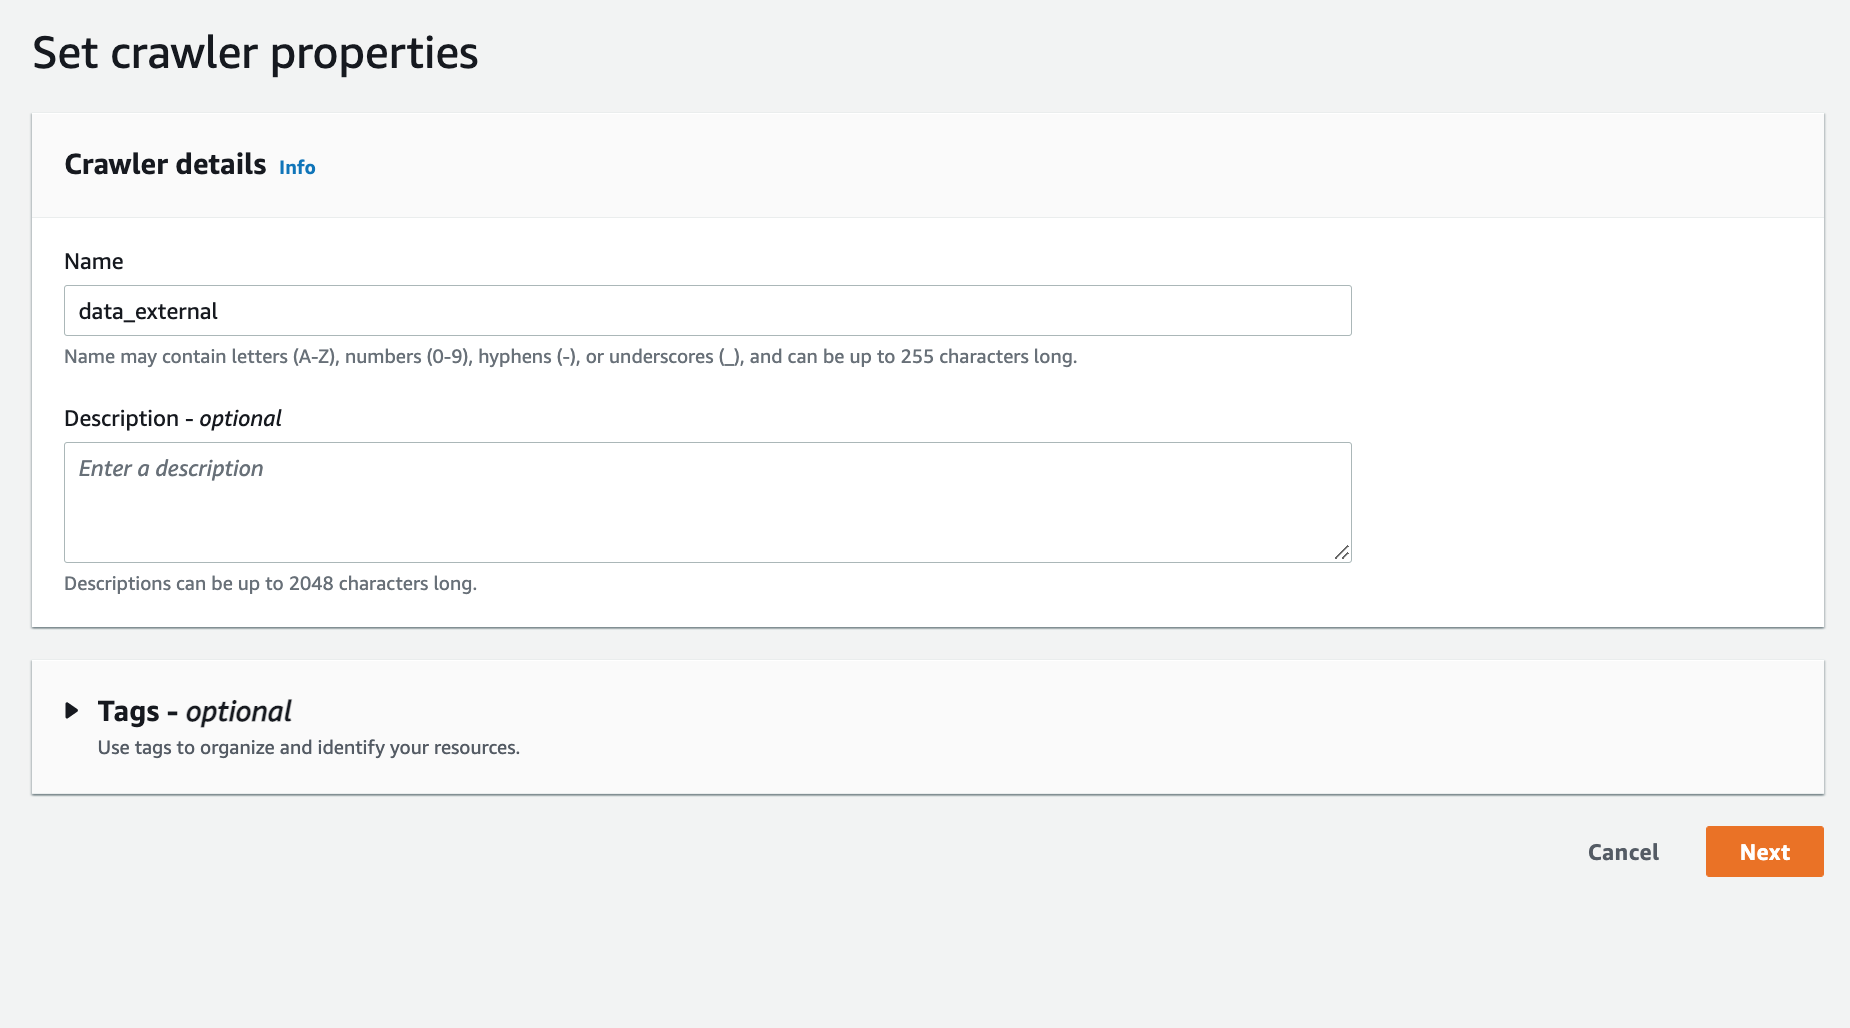 Set crawler properties
Crawler details Info
Name
data_external
Name may contain letters (A-Z), numbers (0-9), hyphens (-), or underscores (_), and can be up to 255 characters long.
Description - optional
Enter a description
Descriptions can be up to 2048 characters long.
Tags - optional
Use tags to organize and identify your resources.
Cancel Next